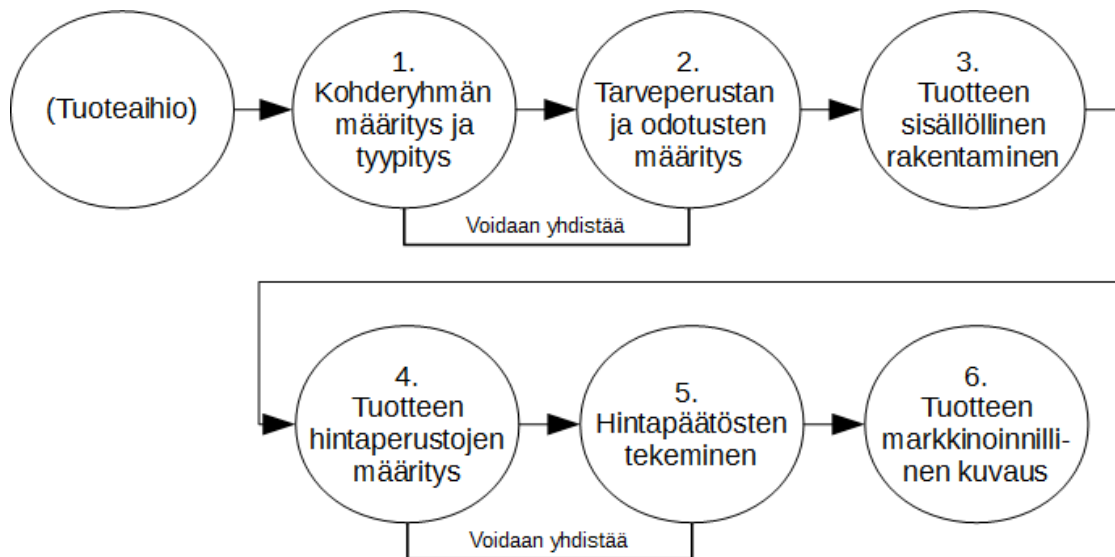 (Tuoteaihio)
1.
Kohderyhmän
määritys ja
tyypitys
2.
Tarveperustan
ja odotusten
määritys
3.
Tuotteen
sisällöllinen
rakentaminen
Voidaan yhdistää
4.
Tuotteen
hintaperustojen
määritys
5.
Hintapäätösten
tekeminen
6.
Tuotteen
markkinoinnilli-
nen kuvaus
Voidaan yhdistää